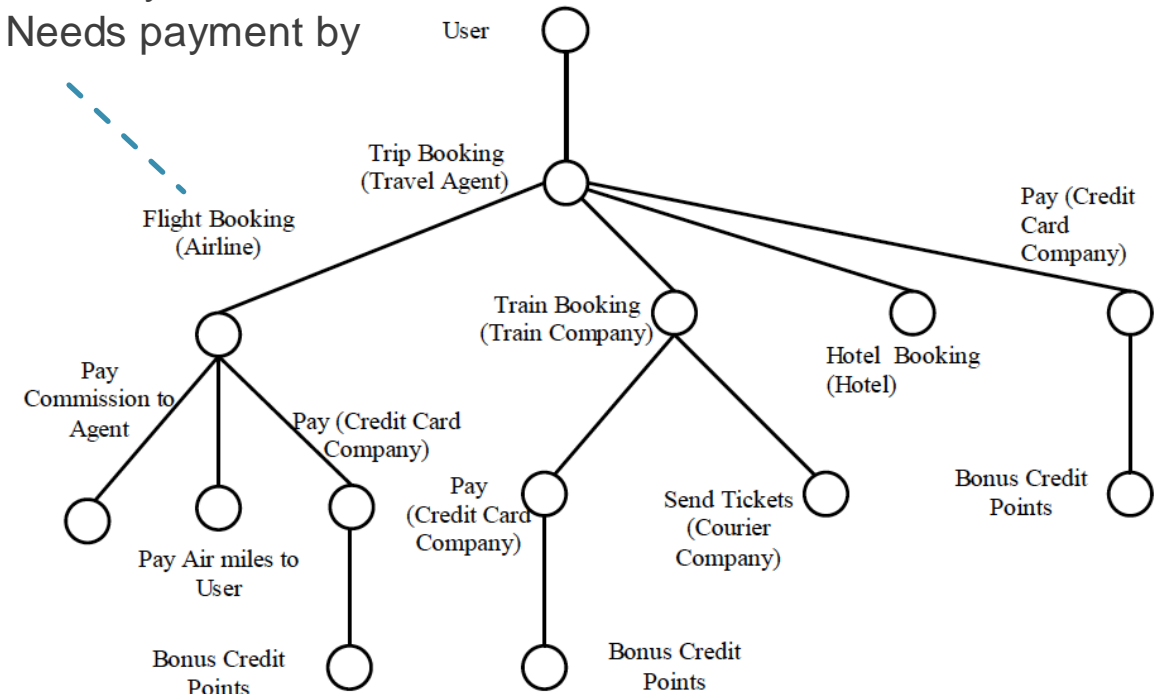 Needs payment by
User
Trip Booking
(Travel Agent)
Pay (Credit
Card
Company)
Flight Booking
(Airline)
Train Booking
(Train Company)
Hotel Booking
(Hotel)
Pay
Commission to
Agent
Pay (Credit Card
Company)
Pay
(Credit Card
Company)
Send Tickets
(Courier
Company)
Bonus Credit
Points
Pay Air miles to
User
Bonus Credit
Points
Bonus Credit
Points